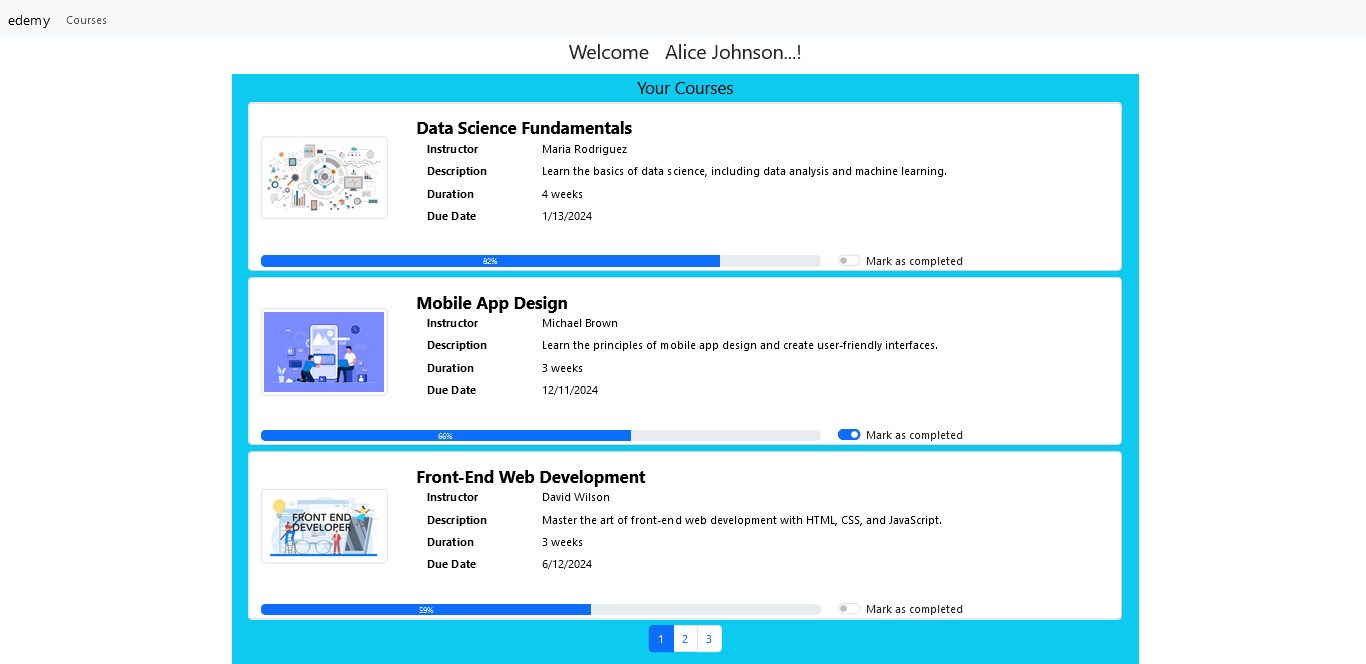 edemy Courses
Welcome Alice Johnson...!
Your Courses
Data Science Fundamentals
Instructor Maria Rodriguez
Description Learn the basics of data science, including data analysis and machine learning.
Duration 4 weeks
Due Date 1/13/2024
82% Mark as completed
Mobile App Design
Instructor Michael Brown
Description Learn the principles of mobile app design and create user-friendly interfaces.
Duration 3 weeks
Due Date 12/11/2024
66% Mark as completed
Front-End Web Development
FRONT END
DEVELOPER
Instructor David Wilson
Description Master the art of front-end web development with HTML, CSS, and JavaScript.
Duration 3 weeks
Due Date 6/12/2024
59% Mark as completed
1 2 3